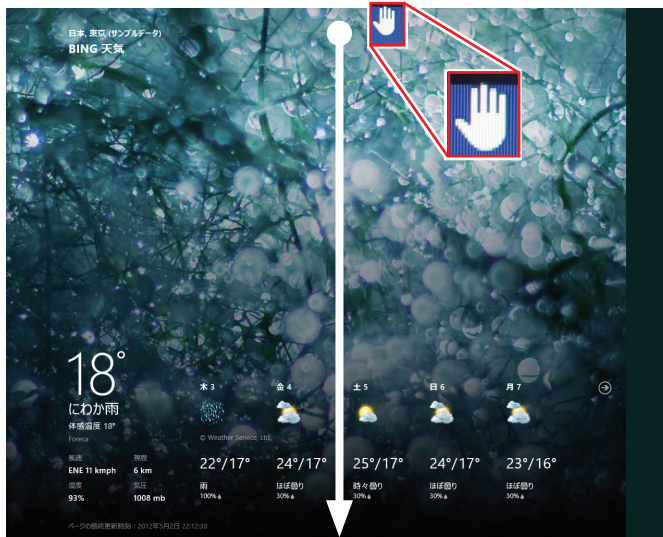 日本, 東京 (サンプルデータ)
BING 天気
18°
にわか雨
体感温度 18°
Foreca
風速 視程
ENE 11 kmph 6 km
湿度 気圧
93% 1008 mb
木 3 金 4 土 5 日 6 月 7
© Weather Service, Ltd.
22°/17° 24°/17° 25°/17° 24°/17° 23°/16°
雨 ほぼ曇り 時々曇り ほぼ曇り ほぼ曇り
100% 30% 30% 30% 30%
ページの最終更新時刻 : 2012年5月2日 22:12:30